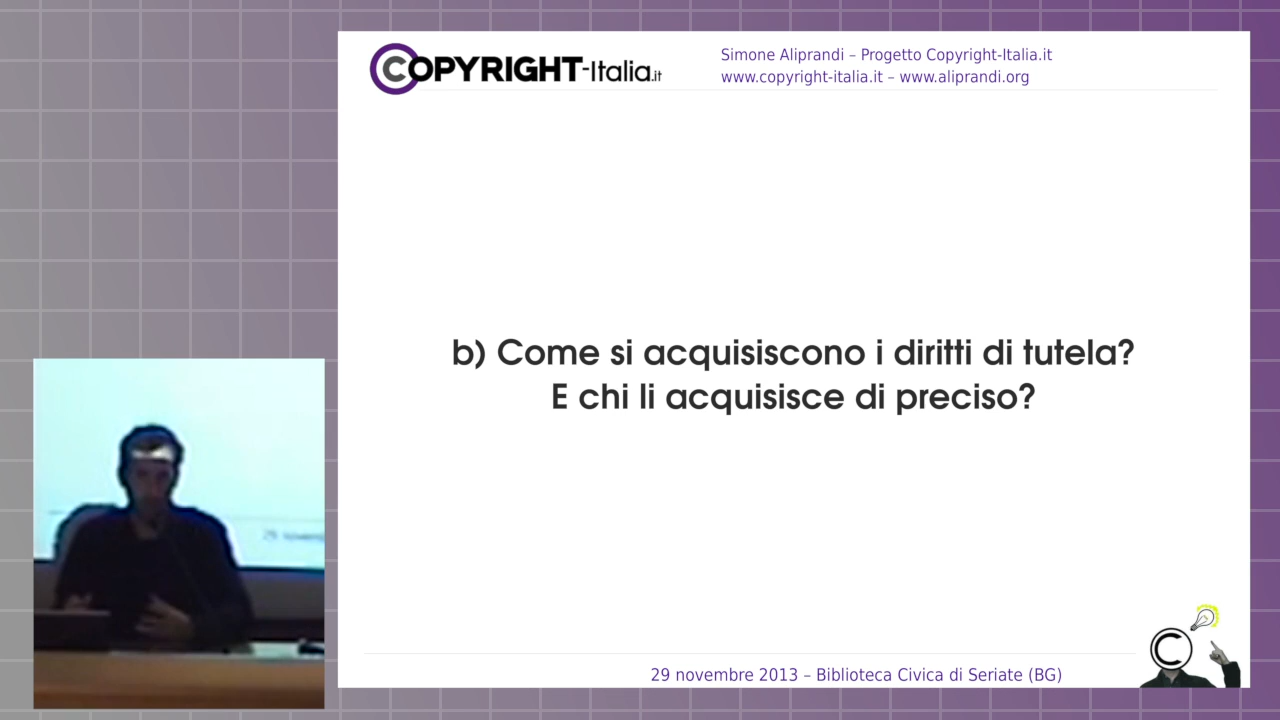 COPYRIGHT-Italia.it
Simone Aliprandi – Progetto Copyright-Italia.it
www.copyright-italia.it – www.aliprandi.org
b) Come si acquisiscono i diritti di tutela?
E chi li acquisisce di preciso?
29 novembre 2013 – Biblioteca Civica di Seriate (BG)
C